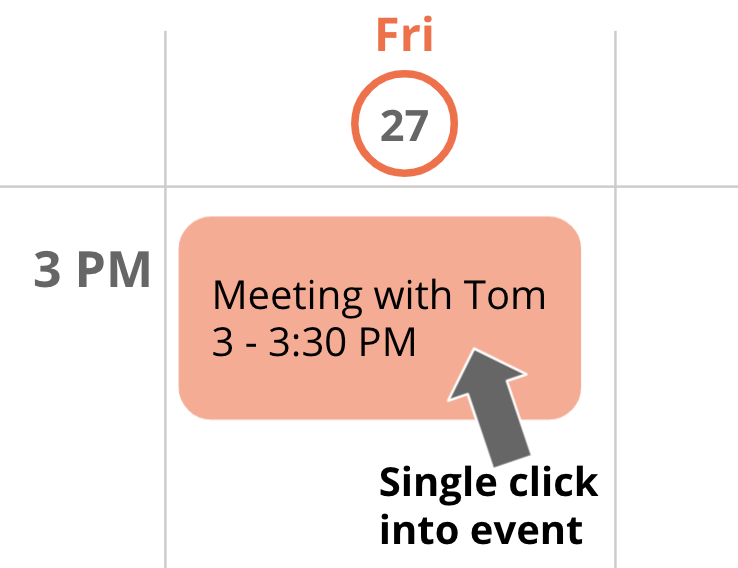 Fri
27
3 PM
Meeting with Tom
3 - 3:30 PM
Single click
into event